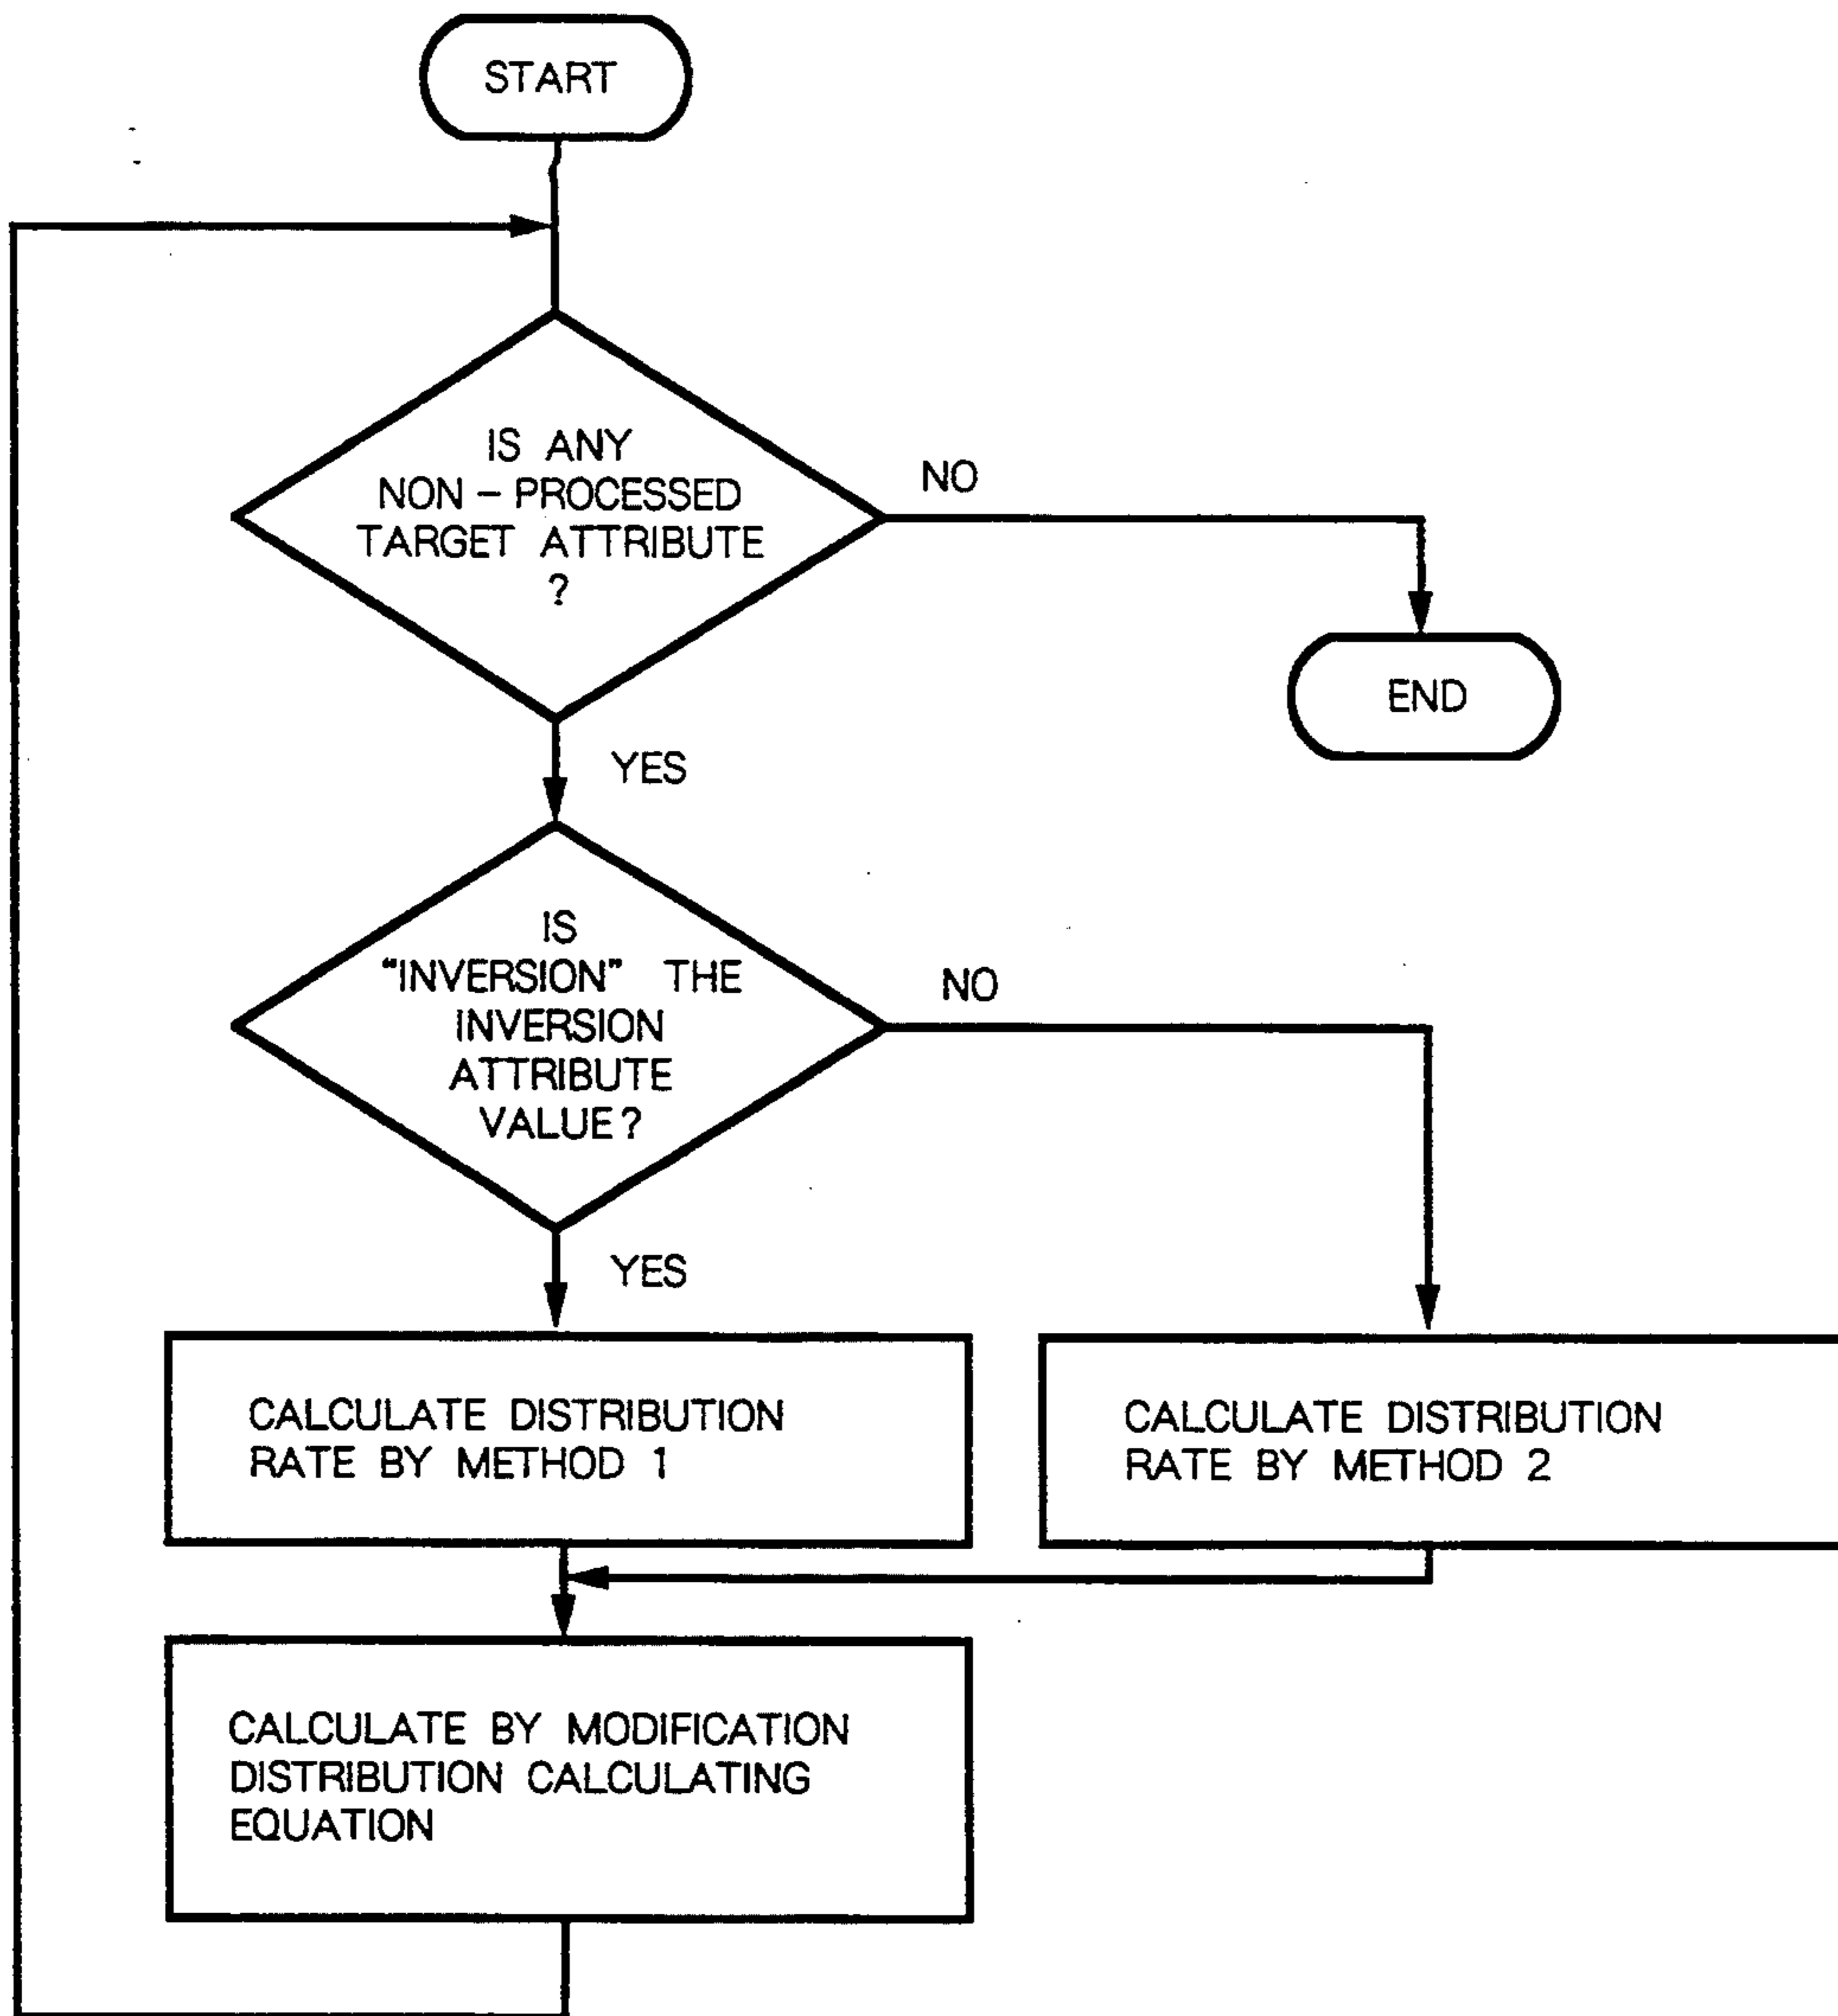 START
IS ANY
NON – PROCESSED
TARGET ATTRIBUTE
?
NO
END
YES
IS
"INVERSION" THE
INVERSION
ATTRIBUTE
VALUE?
NO
YES
CALCULATE DISTRIBUTION
RATE BY METHOD 1
CALCULATE DISTRIBUTION
RATE BY METHOD 2
CALCULATE BY MODIFICATION
DISTRIBUTION CALCULATING
EQUATION